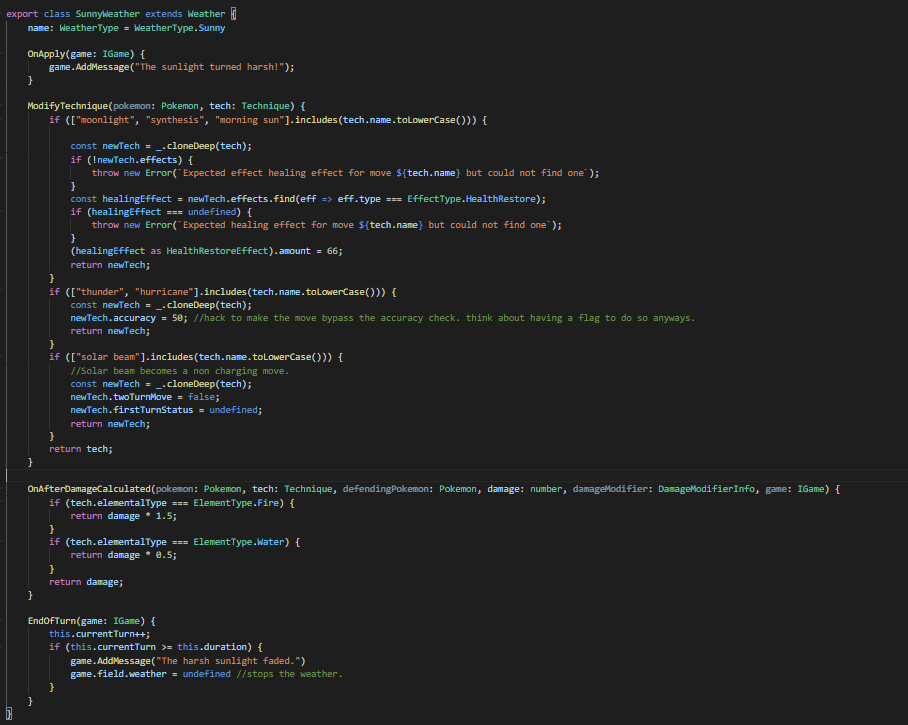 export class SunnyWeather extends Weather {
    name: WeatherType = WeatherType.Sunny
    OnApply(game: IGame) {
        game.AddMessage("The sunlight turned harsh!");
    }
    ModifyTechnique(pokemon: Pokemon, tech: Technique) {
        if (["moonlight", "synthesis", "morning sun"].includes(tech.name.toLowerCase())) {
            const newTech = _.cloneDeep(tech);
            if (!newTech.effects) {
                throw new Error(`Expected effect healing effect for move ${tech.name} but could not find one`);
            }
            const healingEffect = newTech.effects.find(eff => eff.type === EffectType.HealthRestore);
            if (healingEffect === undefined) {
                throw new Error(`Expected healing effect for move ${tech.name} but could not find one`);
            }
            (healingEffect as HealthRestoreEffect).amount = 66;
            return newTech;
        }
        if (["thunder", "hurricane"].includes(tech.name.toLowerCase())) {
            const newTech = _.cloneDeep(tech);
            newTech.accuracy = 50; //hack to make the move bypass the accuracy check. think about having a flag to do so anyways.
            return newTech;
        }
        if (["solar beam"].includes(tech.name.toLowerCase())) {
            //Solar beam becomes a non charging move.
            const newTech = _.cloneDeep(tech);
            newTech.twoTurnMove = false;
            newTech.firstTurnStatus = undefined;
            return newTech;
        }
        return tech;
    }
    OnAfterDamageCalculated(pokemon: Pokemon, tech: Technique, defendingPokemon: Pokemon, damage: number, damageModifier: DamageModifierInfo, game: IGame) {
        if (tech.elementalType === ElementType.Fire) {
            return damage * 1.5;
        }
        if (tech.elementalType === ElementType.Water) {
            return damage * 0.5;
        }
        return damage;
    }
    EndOfTurn(game: IGame) {
        this.currentTurn++;
        if (this.currentTurn >= this.duration) {
            game.AddMessage("The harsh sunlight faded.")
            game.field.weather = undefined //stops the weather.
        }
    }
}